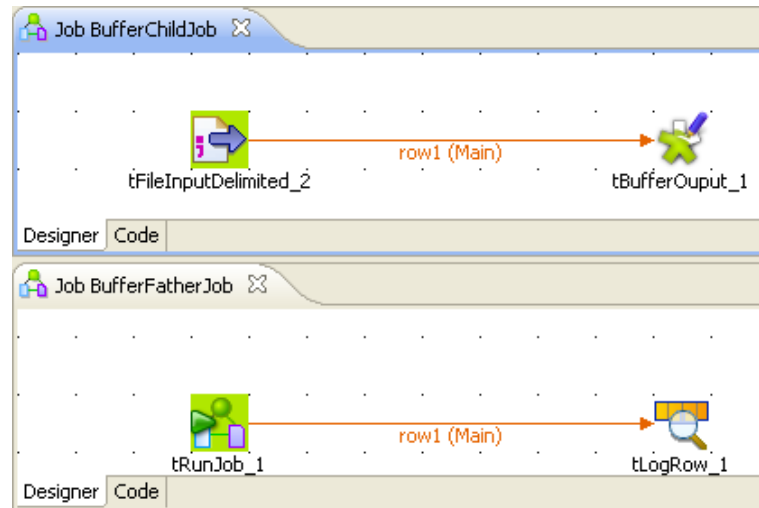 Job BufferChildJob
row1 (Main)
tFileInputDelimited_2
tBufferOuput_1
Designer Code
Job BufferFatherJob
row1 (Main)
tRunJob_1
tLogRow_1
Designer Code